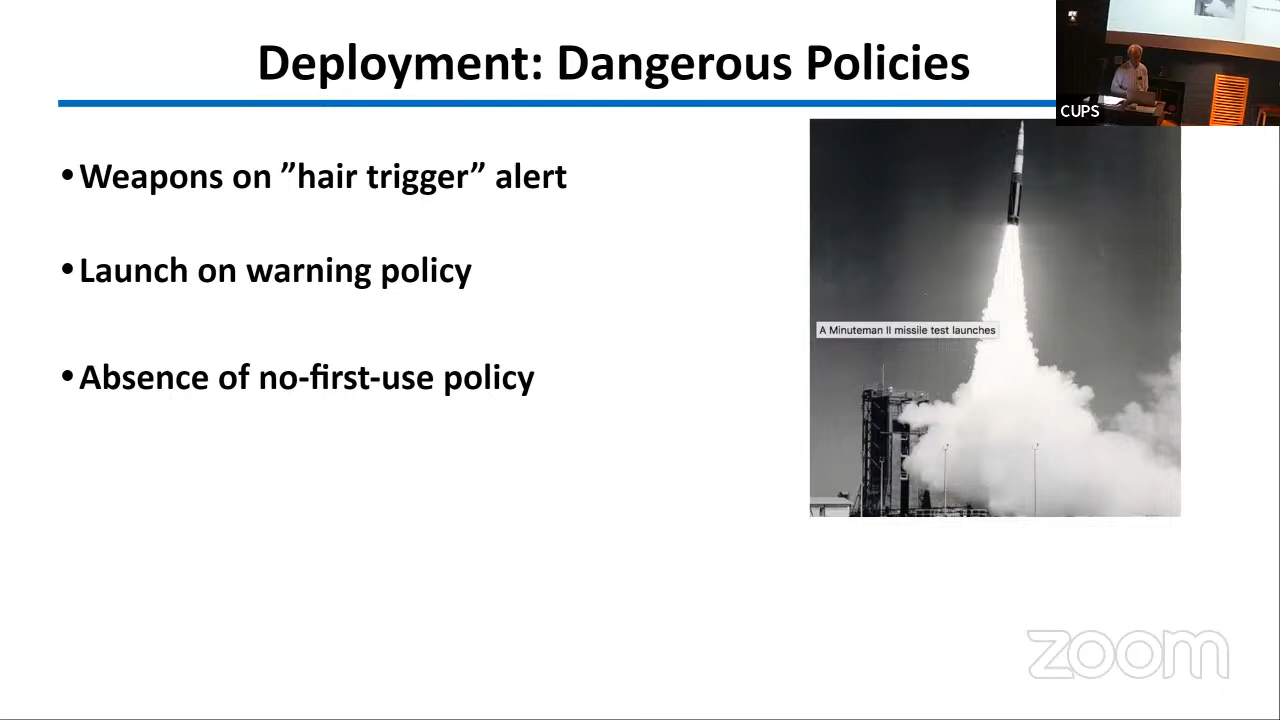 Deployment: Dangerous Policies
CUPS
•Weapons on ”hair trigger” alert
•Launch on warning policy
A Minuteman II missile test launches
•Absence of no-first-use policy
zoom